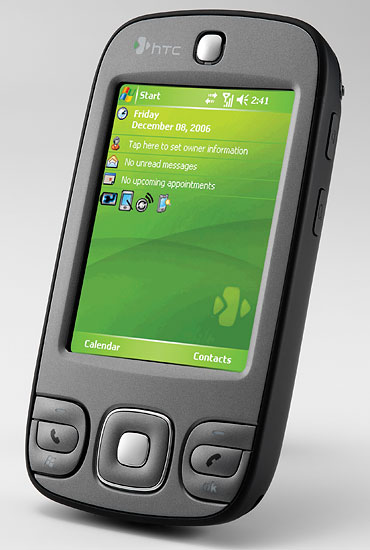 hTC
Start 2:41
Friday
December 08, 2006
Tap here to set owner information
No unread messages
No upcoming appointments
Calendar Contacts
ok